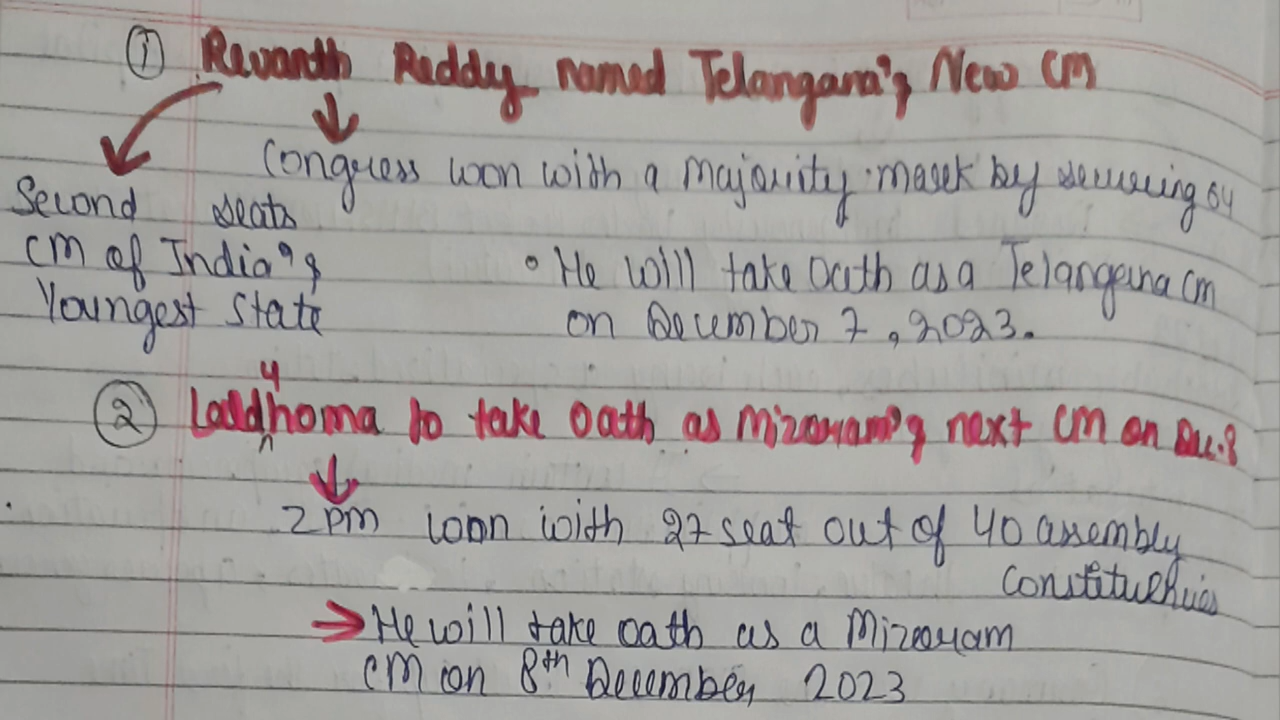 ① Revanth Reddy named Telangana's New CM
Congress won with a majority mark by securing 64
seats
Second
CM of India's
Youngest State
• He will take Oath as a Telangana CM
on December 7, 2023.
② Lalduhoma to take Oath as Mizoram's next CM on Dec.8
ZPM won with 27 seat out of 40 assembly
Constituencies
→ He will take oath as a Mizoram
CM on 8th December 2023